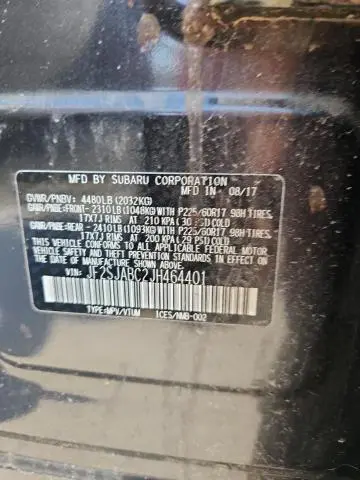 MFD BY SUBARU CORPORATION
MFD IN 08/17
GVWR/PNBV: 4480LB (2032KG)
GAWR/PNBE:FRONT-2310LB (1048KG) WITH P225/60R17 98H TIRES,
17X7J RIMS AT 210 KPA (30 PSI) COLD
GAWR/PNBE:REAR -2410LB (1093KG) WITH P225/60R17 98H TIRES,
17X7J RIMS AT 200 KPA (29 PSI) COLD
THIS VEHICLE CONFORMS TO ALL APPLICABLE FEDERAL MOTOR
VEHICLE SAFETY, BUMPER, AND THEFT PREVENTION STANDARDS
IN EFFECT ON THE DATE OF MANUFACTURE SHOWN ABOVE.
VIN: JF2SJABC2JH464401
TYPE:MPV/VTUM ICES/NMB-002